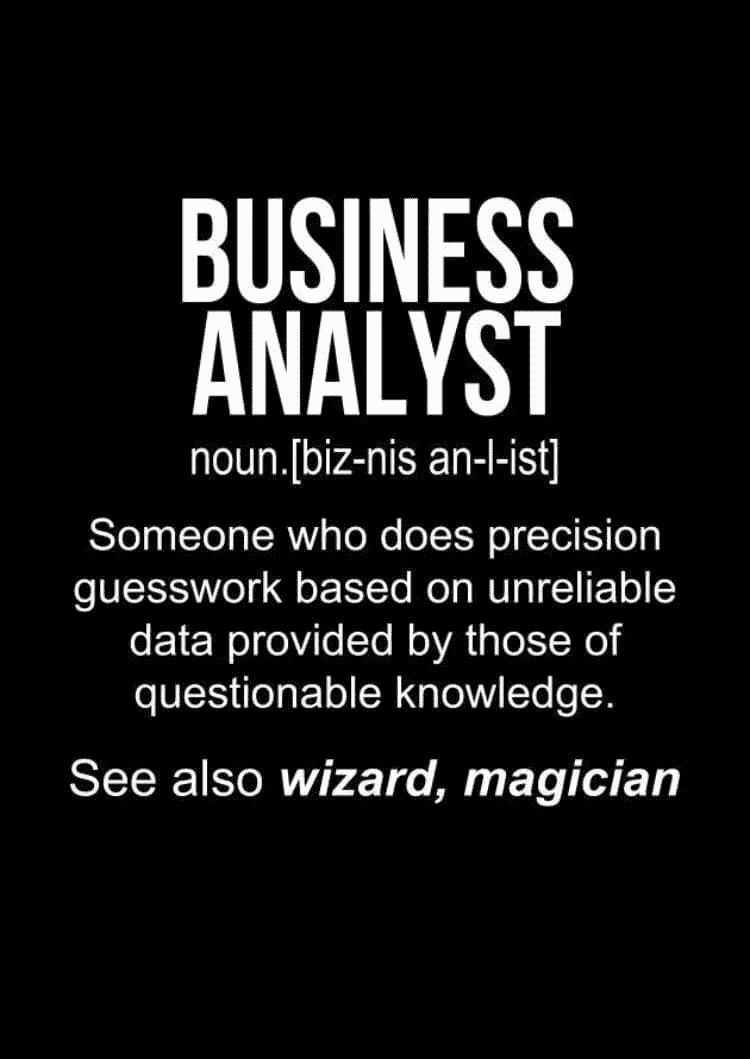 BUSINESS
ANALYST
noun.[biz-nis an-l-ist]
Someone who does precision
guesswork based on unreliable
data provided by those of
questionable knowledge.
See also wizard, magician